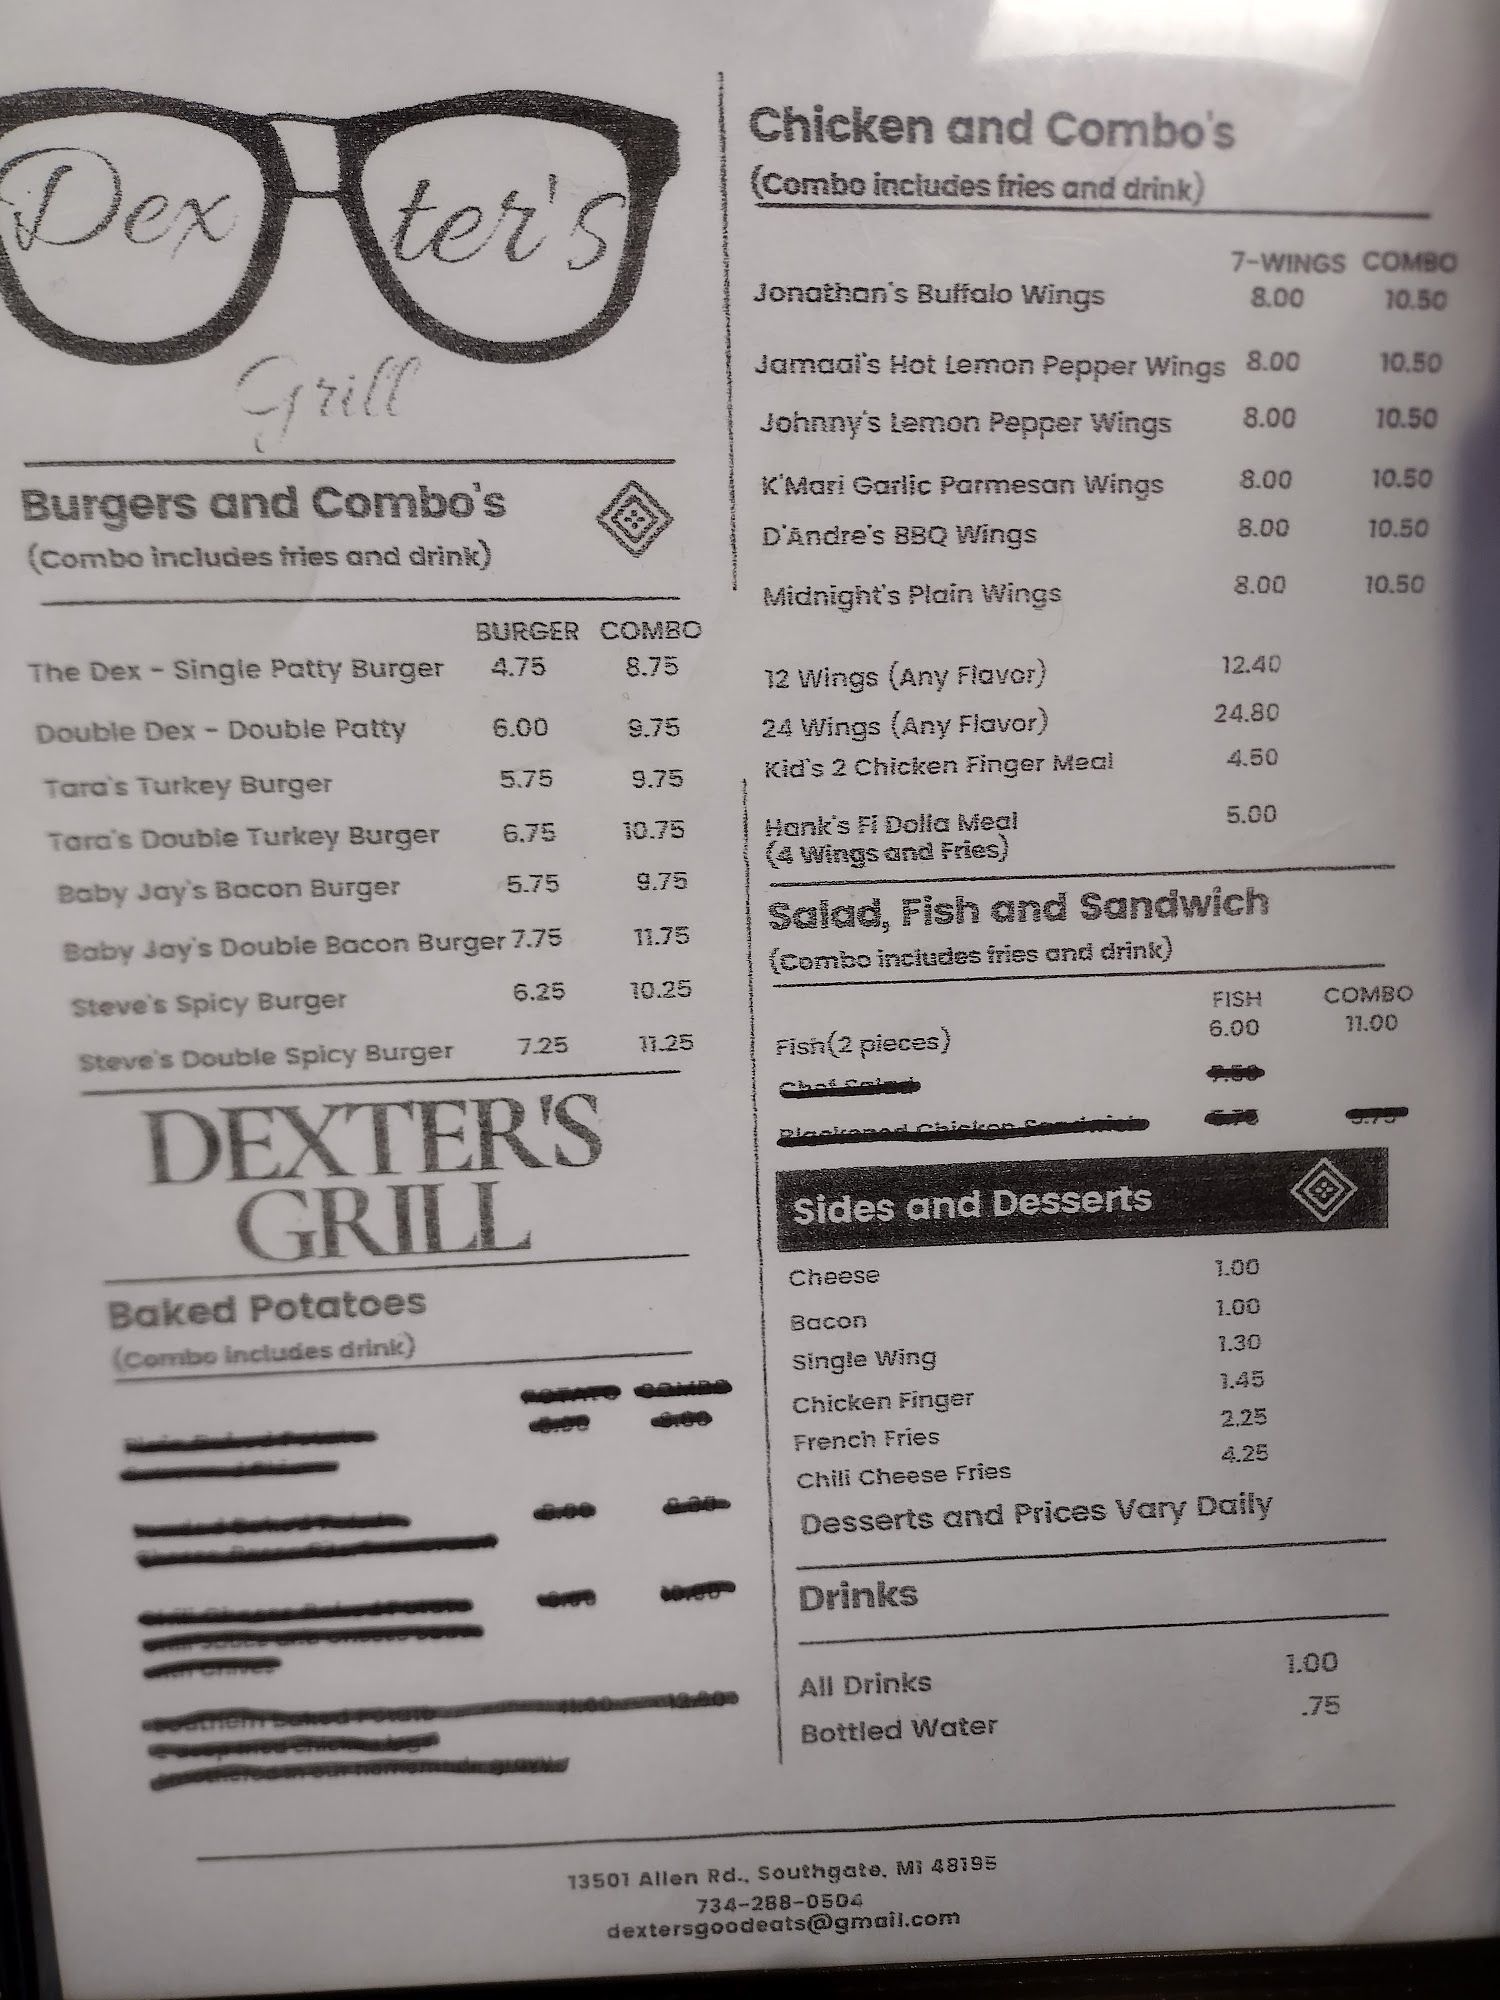 Dexter's
Grill
Burgers and Combo's
(Combo includes fries and drink)
BURGER COMBO
The Dex - Single Patty Burger 4.75 8.75
Double Dex - Double Patty 6.00 9.75
Tara's Turkey Burger 5.75 9.75
Tara's Double Turkey Burger 6.75 10.75
Baby Jay's Bacon Burger 5.75 9.75
Baby Jay's Double Bacon Burger 7.75 11.75
Steve's Spicy Burger 6.25 10.25
Steve's Double Spicy Burger 7.25 11.25
DEXTER'S
GRILL
Baked Potatoes
(Combo includes drink)
Chicken and Combo's
(Combo includes fries and drink)
7-WINGS COMBO
Jonathan's Buffalo Wings 8.00 10.50
Jamaal's Hot Lemon Pepper Wings 8.00 10.50
Johnny's Lemon Pepper Wings 8.00 10.50
K'Mari Garlic Parmesan Wings 8.00 10.50
D'Andre's BBQ Wings 8.00 10.50
Midnight's Plain Wings 8.00 10.50
12 Wings (Any Flavor) 12.40
24 Wings (Any Flavor) 24.80
Kid's 2 Chicken Finger Meal 4.50
Hank's Fi Dolla Meal 5.00
(4 Wings and Fries)
Salad, Fish and Sandwich
(Combo includes fries and drink)
FISH COMBO
Fish(2 pieces) 6.00 11.00
Chef Salad
Blackened Chicken Sandwich
Sides and Desserts
Cheese 1.00
Bacon 1.00
Single Wing 1.30
Chicken Finger 1.45
French Fries 2.25
Chili Cheese Fries 4.25
Desserts and Prices Vary Daily
Drinks
All Drinks 1.00
Bottled Water .75
13501 Allen Rd., Southgate, MI 48195
734-288-0504
dextersgoodeats@gmail.com